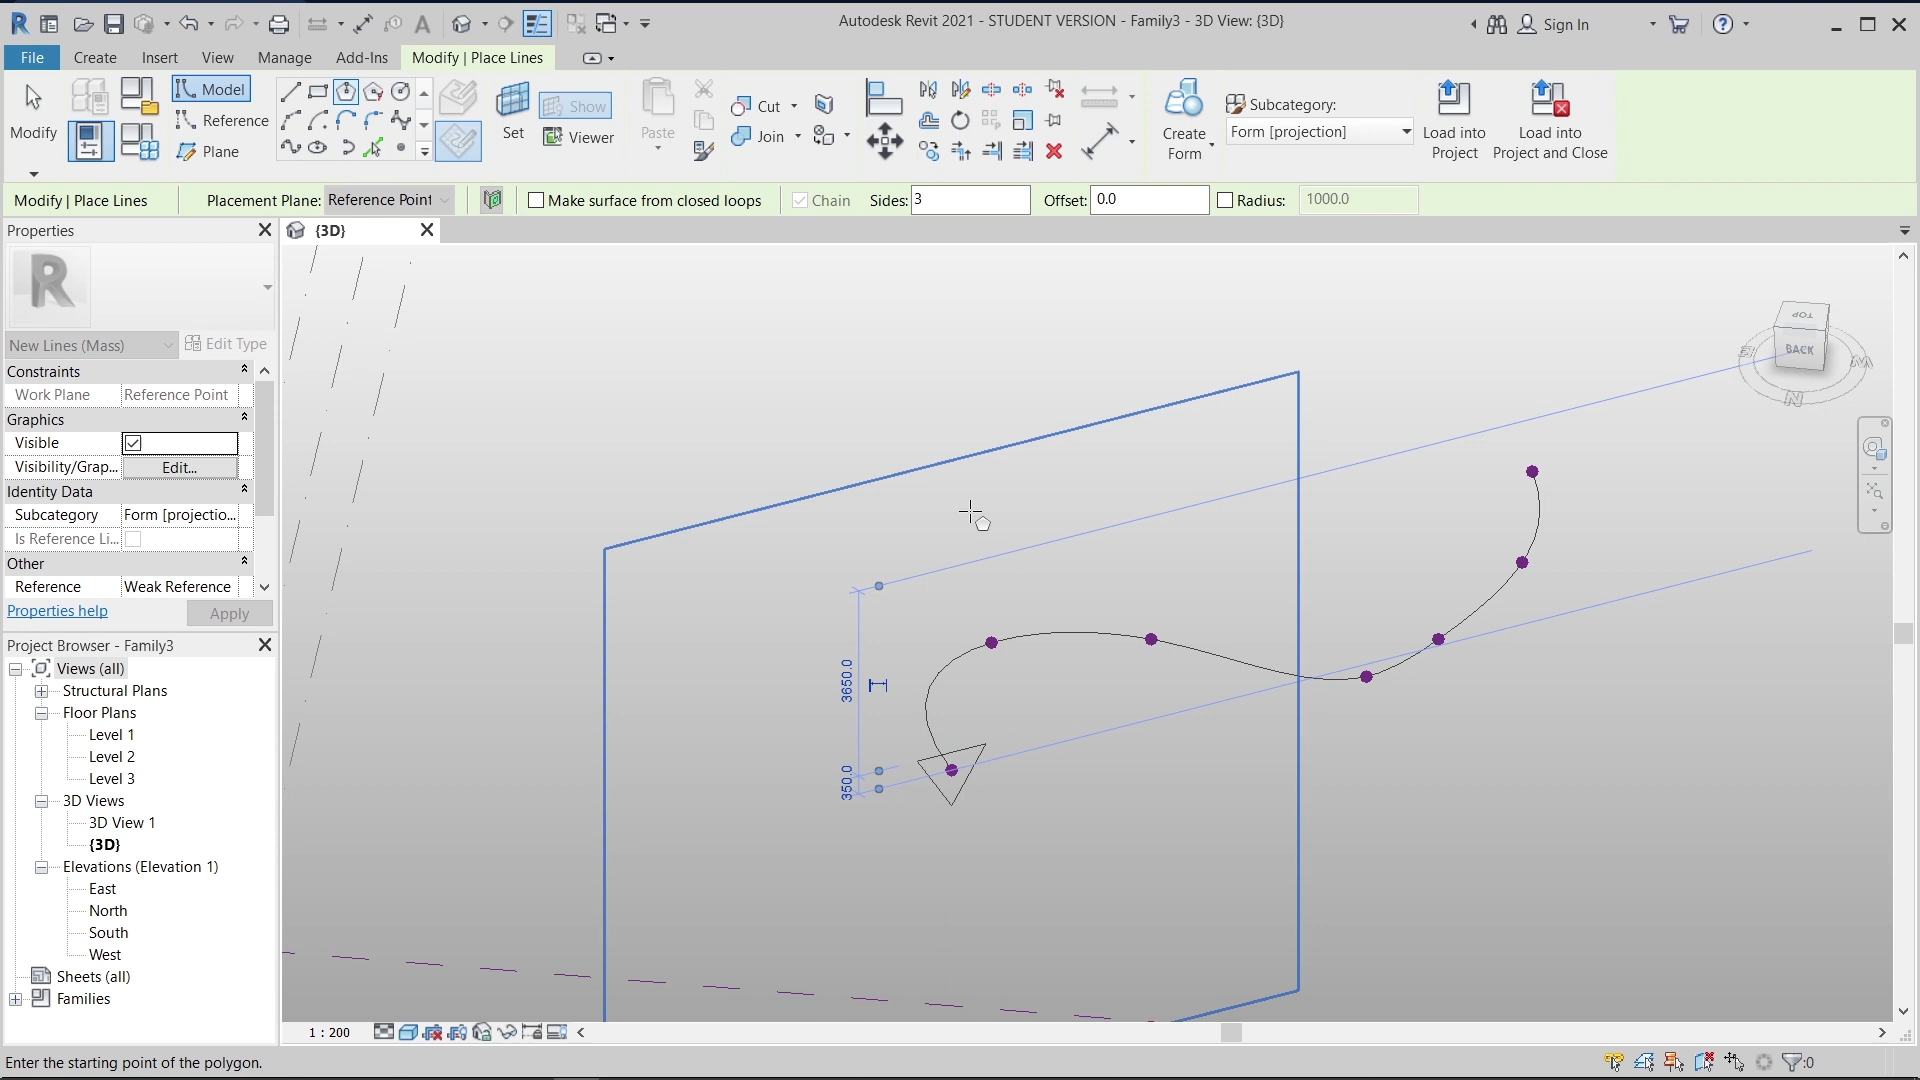 Autodesk Revit 2021 - STUDENT VERSION - Family3 - 3D View: {3D}
Sign In
File
Create
Insert
View
Manage
Add-Ins
Modify | Place Lines
Modify
Model
Reference
Plane
Set
Show
Viewer
Paste
Cut
Join
Create
Form
Subcategory:
Form [projection]
Load into
Project
Load into
Project and Close
Modify | Place Lines
Placement Plane:
Reference Point
Make surface from closed loops
Chain
Sides:
3
Offset:
0.0
Radius:
1000.0
Properties
{3D}
R
New Lines (Mass)
Edit Type
Constraints
Work Plane
Reference Point
Graphics
Visible
Visibility/Grap...
Edit...
Identity Data
Subcategory
Form [projectio...
Is Reference Li...
Other
Reference
Weak Reference
Properties help
Apply
Project Browser - Family3
Views (all)
Structural Plans
Floor Plans
Level 1
Level 2
Level 3
3D Views
3D View 1
{3D}
Elevations (Elevation 1)
East
North
South
West
Sheets (all)
Families
TOP
BACK
N
3650.0
350.0
1 : 200
Enter the starting point of the polygon.
:0